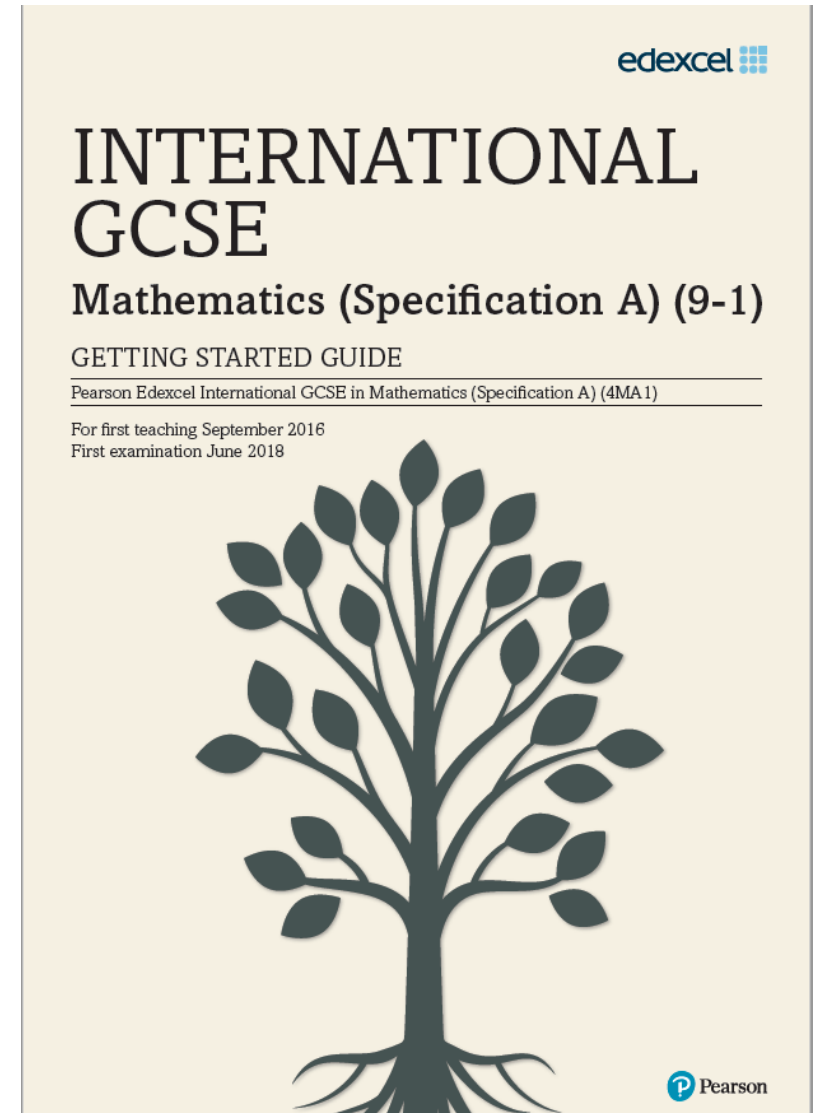 edexcel
INTERNATIONAL
GCSE
Mathematics (Specification A) (9-1)
GETTING STARTED GUIDE
Pearson Edexcel International GCSE in Mathematics (Specification A) (4MA1)
For first teaching September 2016
First examination June 2018
Pearson